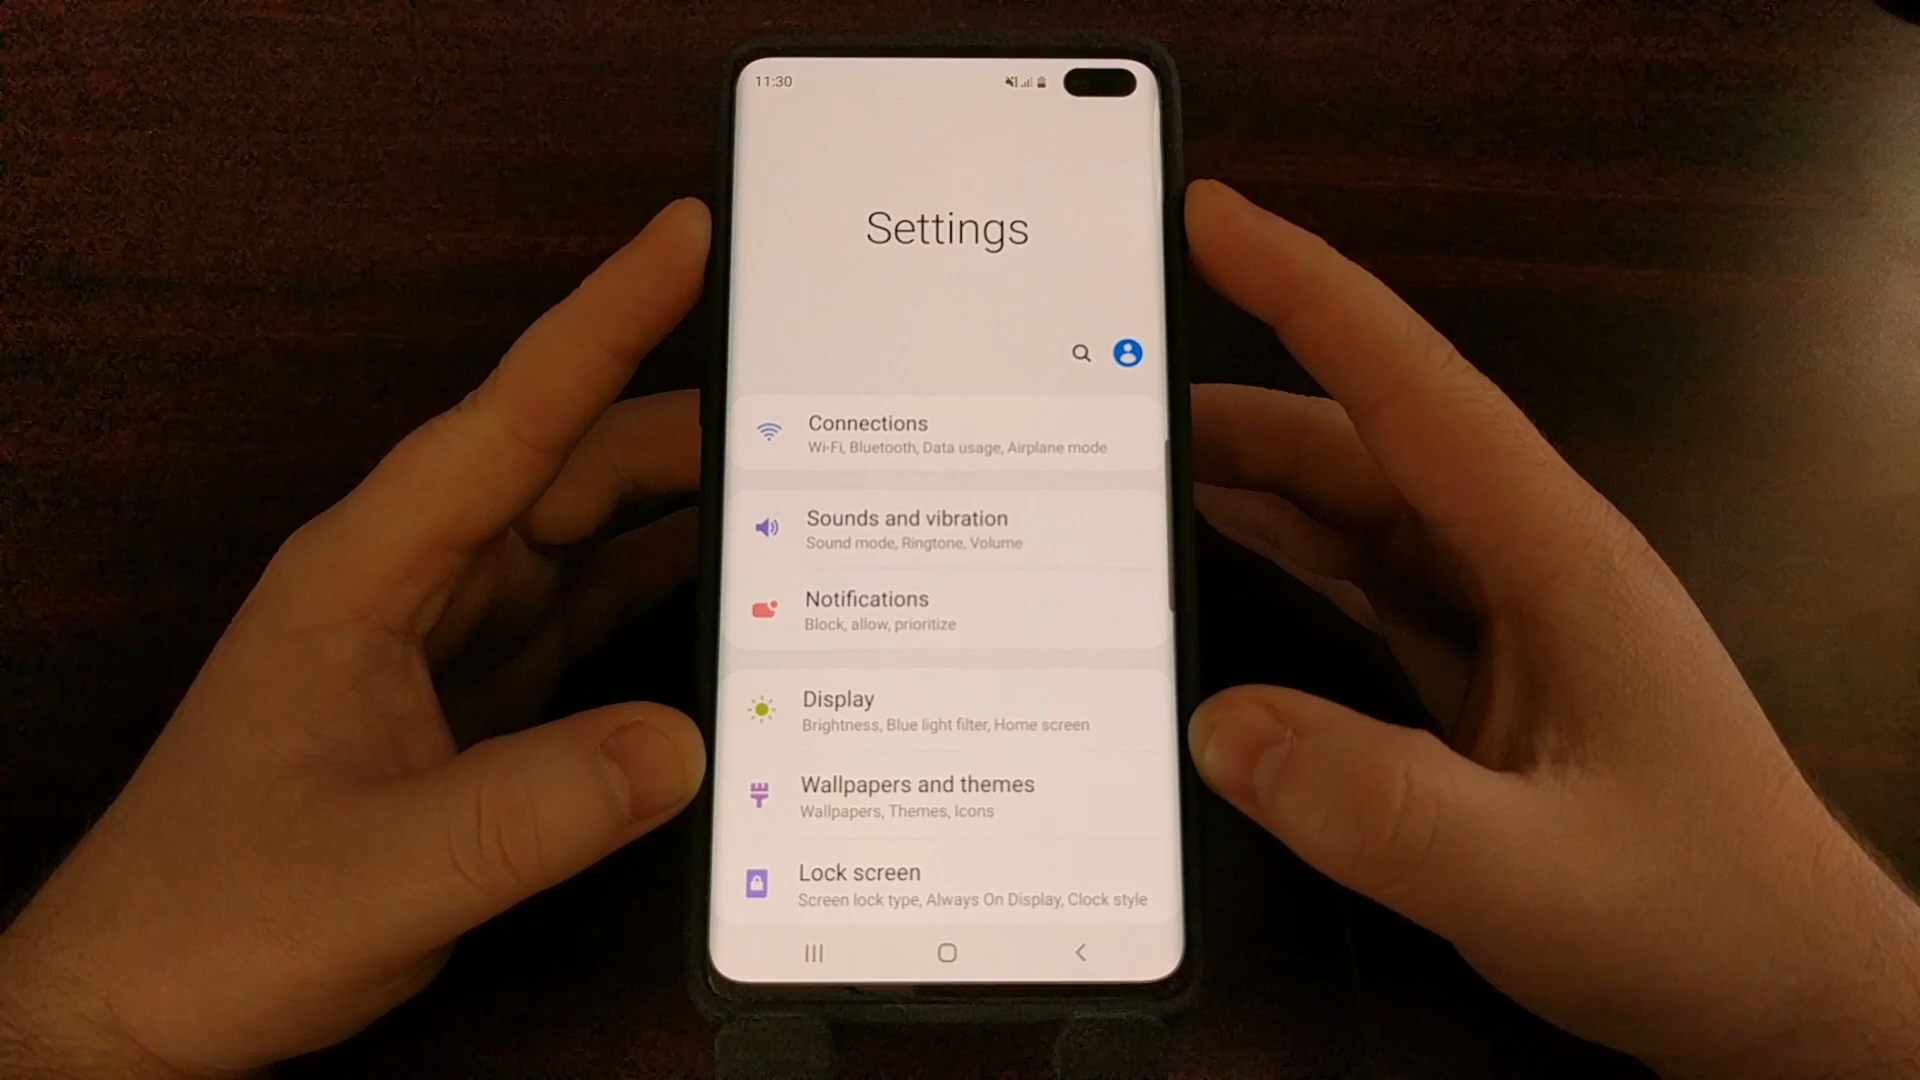 11:30
Settings
Connections
Wi-Fi, Bluetooth, Data usage, Airplane mode
Sounds and vibration
Sound mode, Ringtone, Volume
Notifications
Block, allow, prioritize
Display
Brightness, Blue light filter, Home screen
Wallpapers and themes
Wallpapers, Themes, Icons
Lock screen
Screen lock type, Always On Display, Clock style